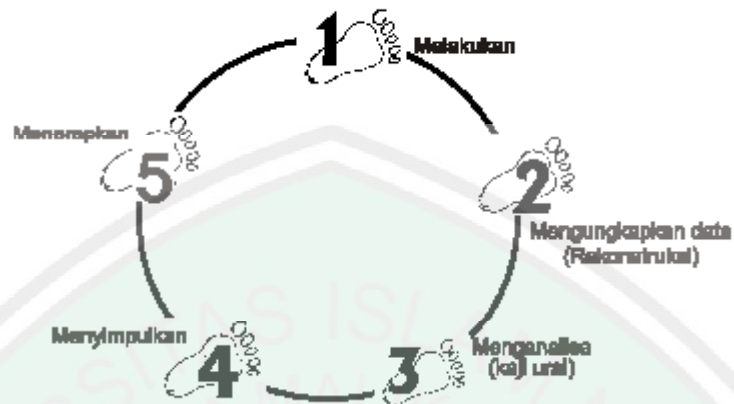 1
Melakukan
2
Mengungkapkan data
(Rekonstruksi)
3
Menganalisa
(kaji urai)
4
Menyimpulkan
5
Menerapkan